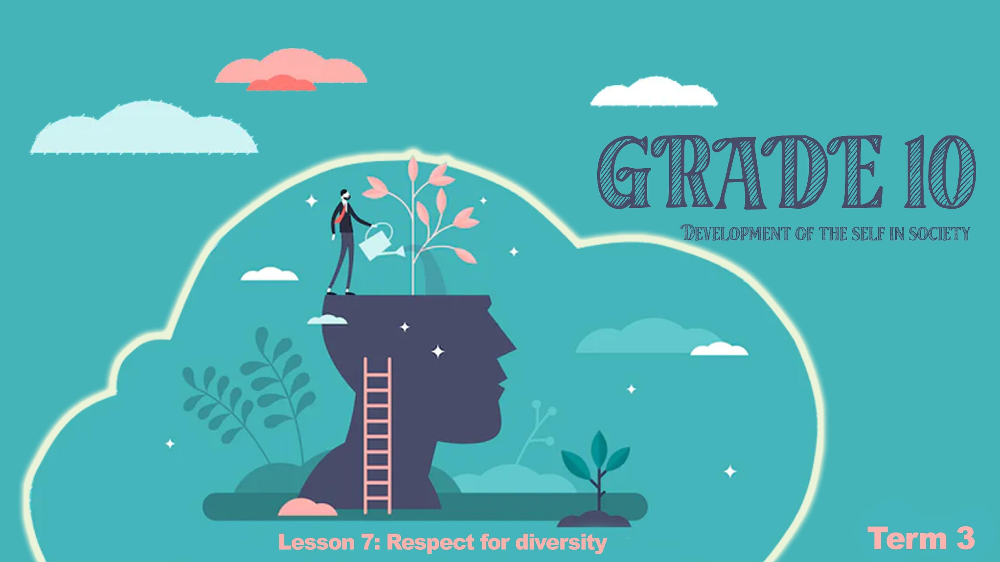 GRADE 10
DEVELOPMENT OF THE SELF IN SOCIETY
Lesson 7: Respect for diversity
Term 3